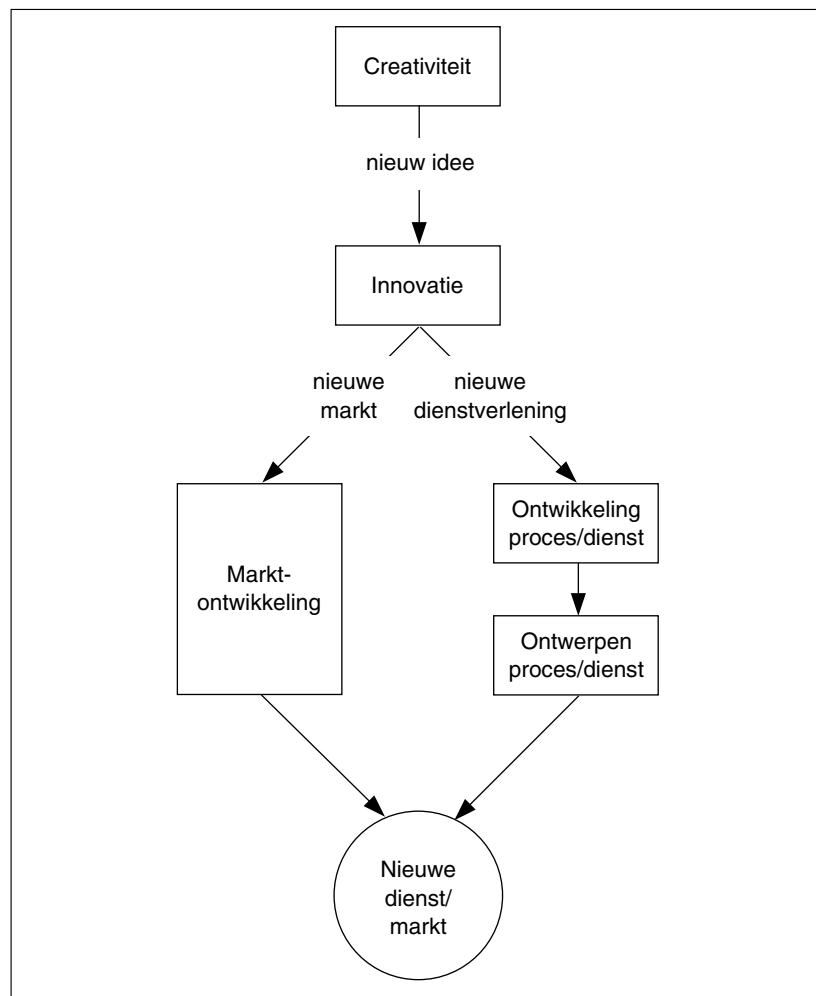 Creativiteit
nieuw idee
Innovatie
nieuwe
markt
nieuwe
dienstverlening
Markt-
ontwikkeling
Ontwikkeling
proces/dienst
Ontwerpen
proces/dienst
Nieuwe
dienst/
markt